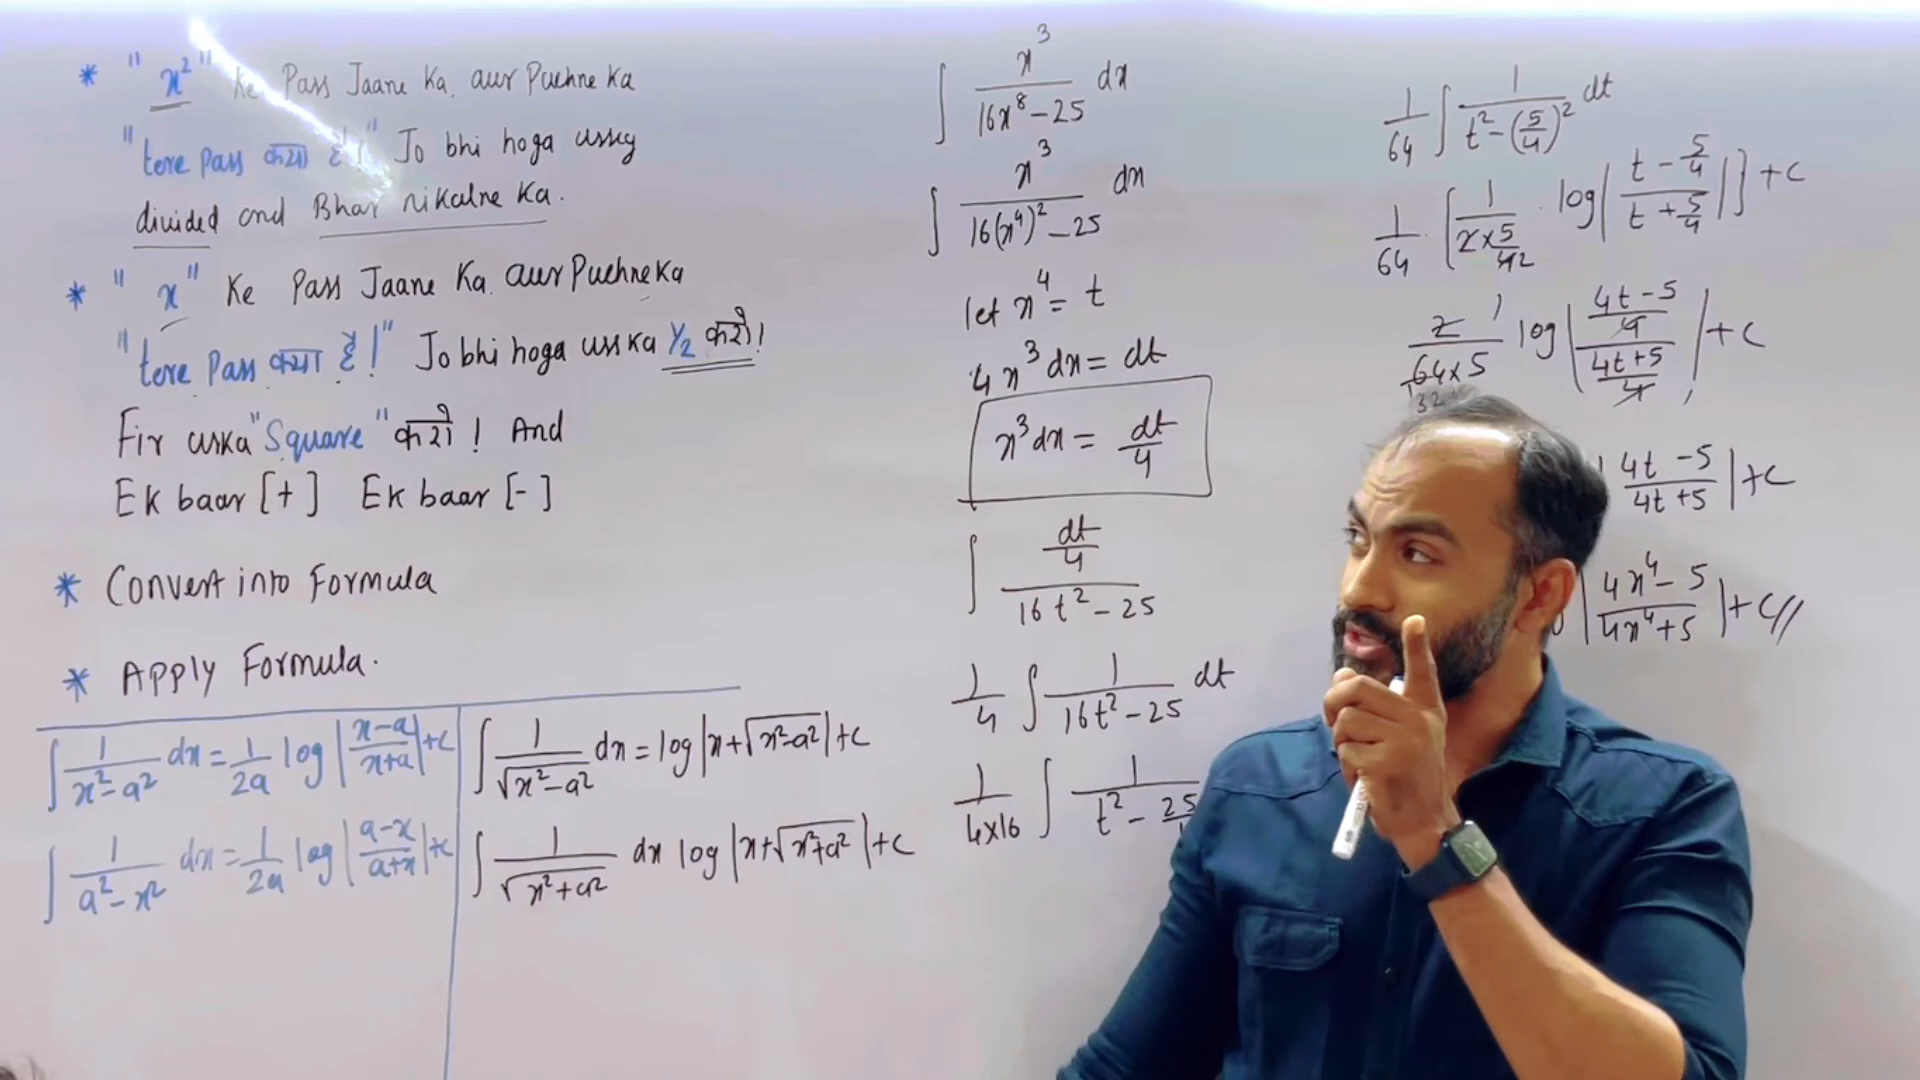 * "x²" Ke Pass Jaane Ka. aur Puchne Ka
"tere Pass क्या है!" Jo bhi hoga ussey
divided and Bhar nikalne Ka.
* "x" Ke Pass Jaane Ka. aur Puchne Ka
"tere Pass क्या है!" Jo bhi hoga usska 1/2 करो!
Fir uska "Square" करो! And
Ek baar [+] Ek baar [-]
* Convert into Formula
* Apply Formula.
∫ 1/(x²-a²) dx = 1/2a log |(x-a)/(x+a)| +c
∫ 1/(a²-x²) dx = 1/2a log |(a-x)/(a+x)| +c
∫ 1/√(x²-a²) dx = log |x+√(x²-a²)| +c
∫ 1/√(x²+a²) dx log |x+√(x²+a²)| +c
∫ x³/(16x⁸-25) dx
∫ x³/(16(x⁴)²-25) dx
let x⁴ = t
4x³dx = dt
x³dx = dt/4
∫ (dt/4)/(16t²-25)
1/4 ∫ 1/(16t²-25) dt
1/(4×16) ∫ 1/(t² - 25
1/64 ∫ 1/(t²-(5/4)²) dt
1/64 · [1/(2×5/4 2) · log |(t-5/4)/(t+5/4)|] +c
2/(64×5) log |((4t-5)/4)/((4t+5)/4)| +c
32
(4t-5)/(4t+5)| +c
|(4x⁴-5)/(4x⁴+5)| +c//